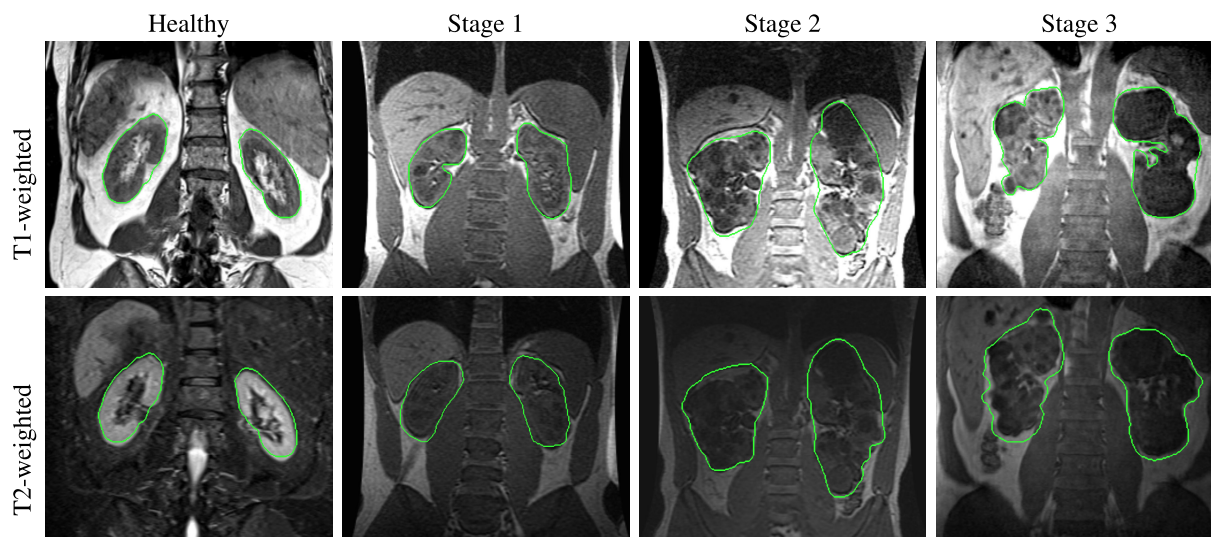 Healthy
Stage 1
Stage 2
Stage 3
T1-weighted
T2-weighted